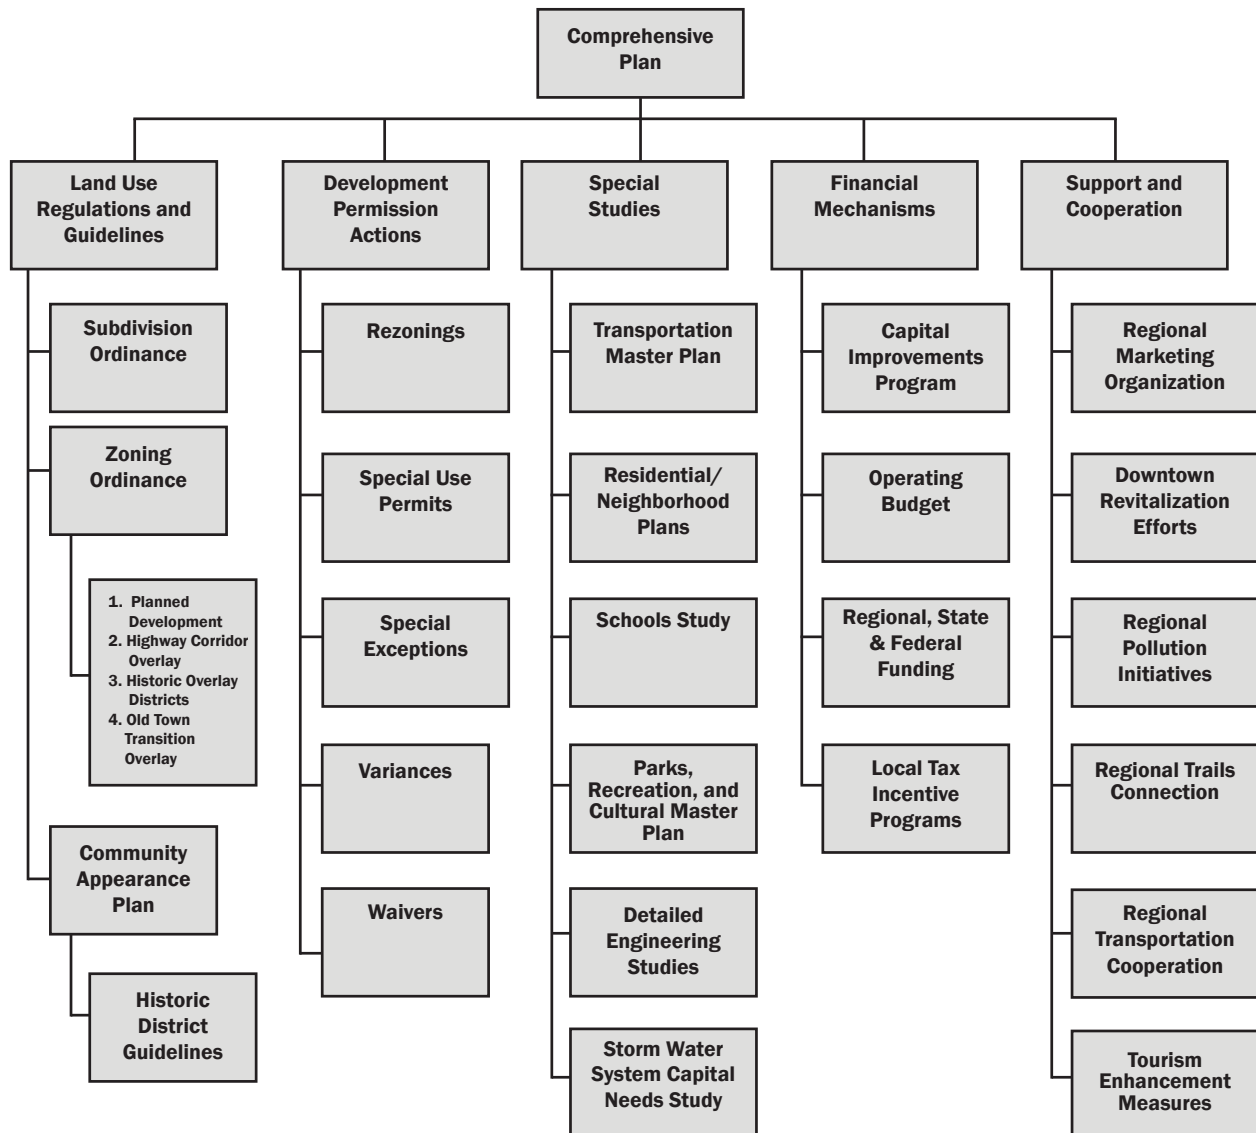 Comprehensive
Plan
Land Use
Regulations and
Guidelines
Subdivision
Ordinance
Zoning
Ordinance
1. Planned
Development
2. Highway Corridor
Overlay
3. Historic Overlay
Districts
4. Old Town
Transition
Overlay
Community
Appearance
Plan
Historic
District
Guidelines
Development
Permission
Actions
Rezonings
Special Use
Permits
Special
Exceptions
Variances
Waivers
Special
Studies
Transportation
Master Plan
Residential/
Neighborhood
Plans
Schools Study
Parks,
Recreation, and
Cultural Master
Plan
Detailed
Engineering
Studies
Storm Water
System Capital
Needs Study
Financial
Mechanisms
Capital
Improvements
Program
Operating
Budget
Regional, State
& Federal
Funding
Local Tax
Incentive
Programs
Support and
Cooperation
Regional
Marketing
Organization
Downtown
Revitalization
Efforts
Regional
Pollution
Initiatives
Regional Trails
Connection
Regional
Transportation
Cooperation
Tourism
Enhancement
Measures